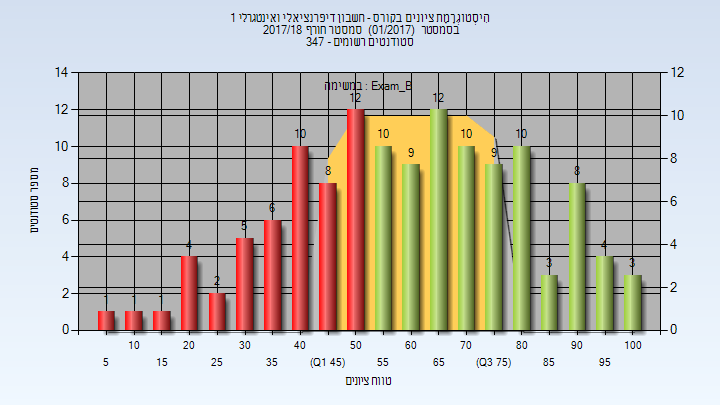 היסטוגרמת ציונים בקורס - חשבון דיפרנציאלי ואינטגרלי 1
בסמסטר (01/2017) סמסטר חורף 2017/18
סטודנטים רשומים - 347
במשימה : Exam_B
מספר סטודנטים
14 12 10 8 6 4 2 0
12 10 8 6 4 2 0
1 1 1 4 2 5 6 10 8 12 10 9 12 10 9 10 3 8 4 3
10 20 30 40 50 60 70 80 90 100
5 15 25 35 (Q1 45) 55 65 (Q3 75) 85 95
טווח ציונים